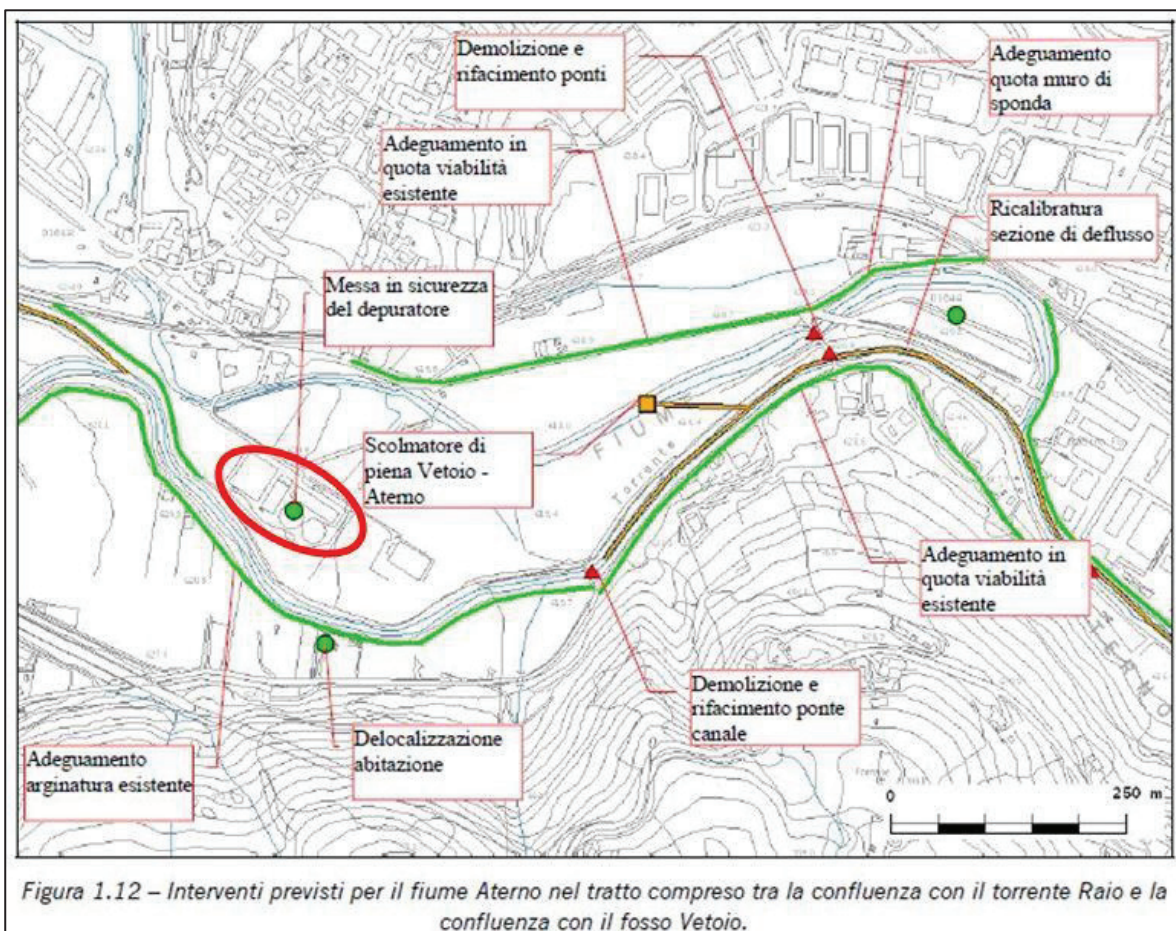 Demolizione e
rifacimento ponti
Adeguamento
quota muro di
sponda
Adeguamento in
quota viabilità
esistente
Ricalibratura
sezione di deflusso
Messa in sicurezza
del depuratore
Scolmatore di
piena Vetoio -
Aterno
FIUM
Torrente
Adeguamento in
quota viabilità
esistente
Demolizione e
rifacimento ponte
canale
Delocalizzazione
abitazione
Adeguamento
arginatura esistente
0 250 m
Figura 1.12 – Interventi previsti per il fiume Aterno nel tratto compreso tra la confluenza con il torrente Raio e la
confluenza con il fosso Vetoio.